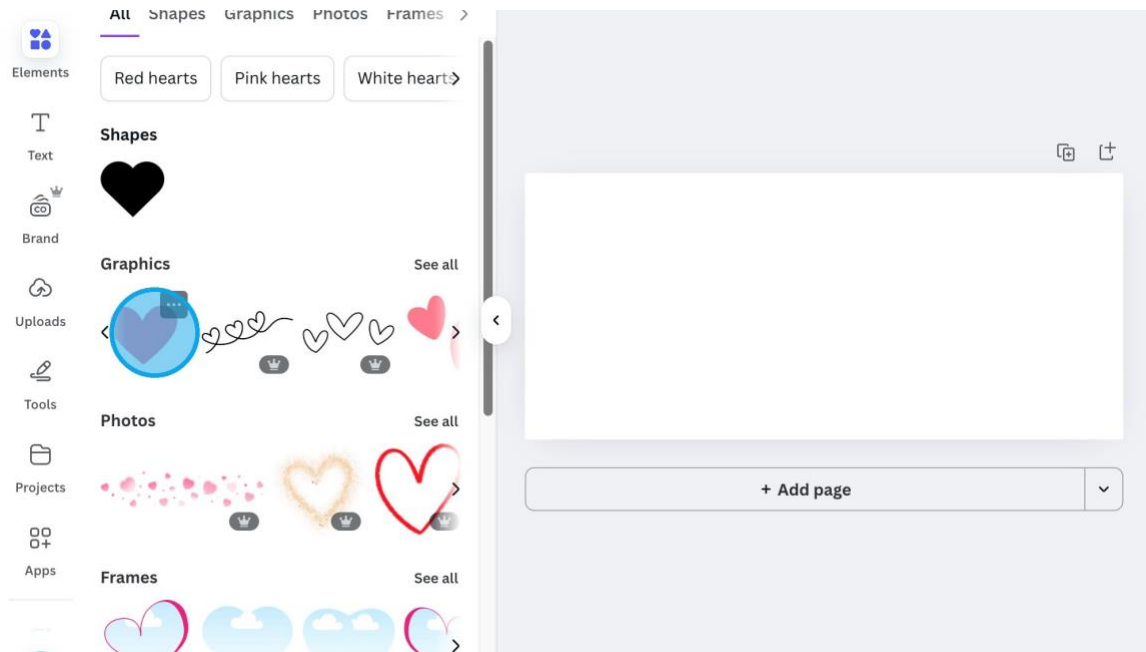 All Shapes Graphics Photos Frames
Elements
Red hearts Pink hearts White hearts
Text
Shapes
Brand
CO
Graphics See all
Uploads
Tools
Photos See all
Projects
+ Add page
Apps
Frames See all